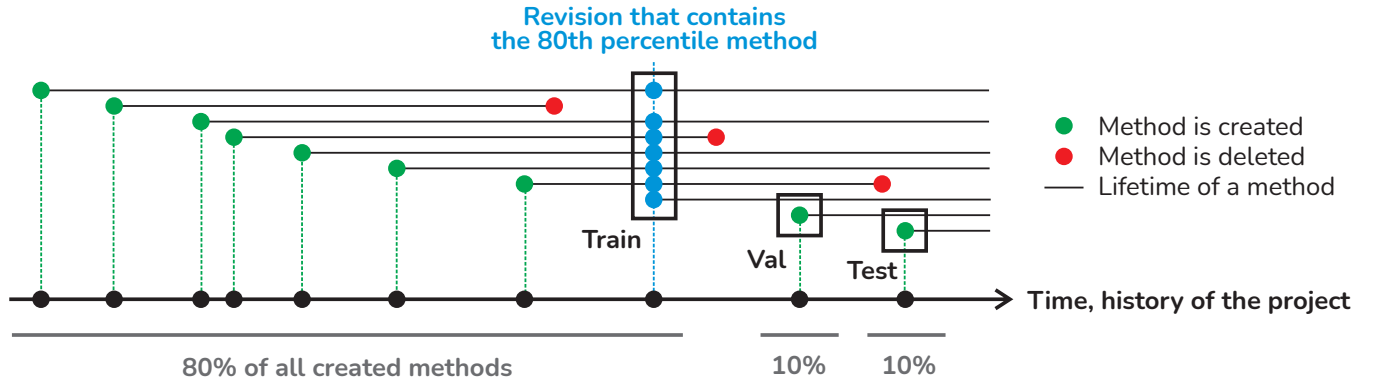 Revision that contains
the 80th percentile method
Method is created
Method is deleted
Lifetime of a method
Train
Val
Test
Time, history of the project
80% of all created methods
10%
10%